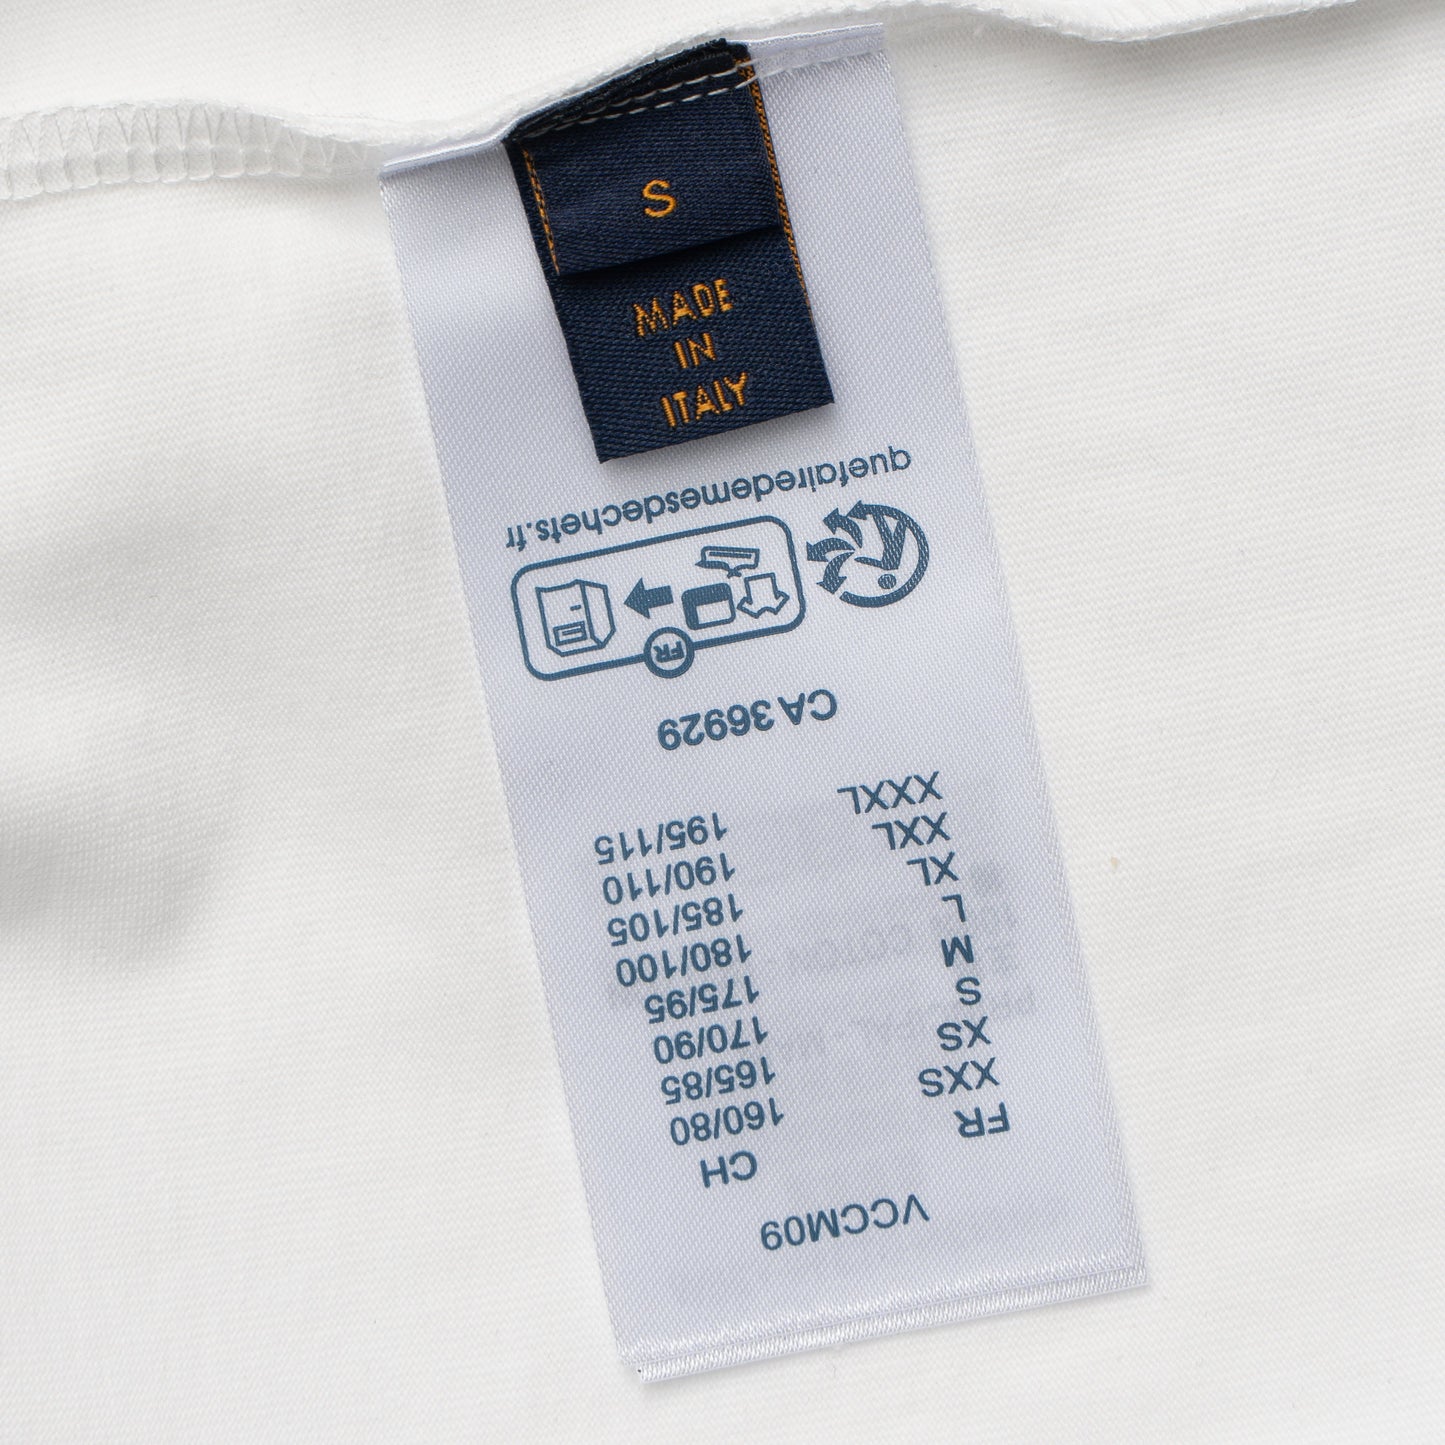 S
MADE
IN
ITALY
VCCM09
FR CH
XXS 160/80
XS 165/85
S 170/90
M 175/95
L 180/100
XL 185/105
XXL 190/110
XXXL 195/115
CA 36929
FR
quefairedemesdechets.fr